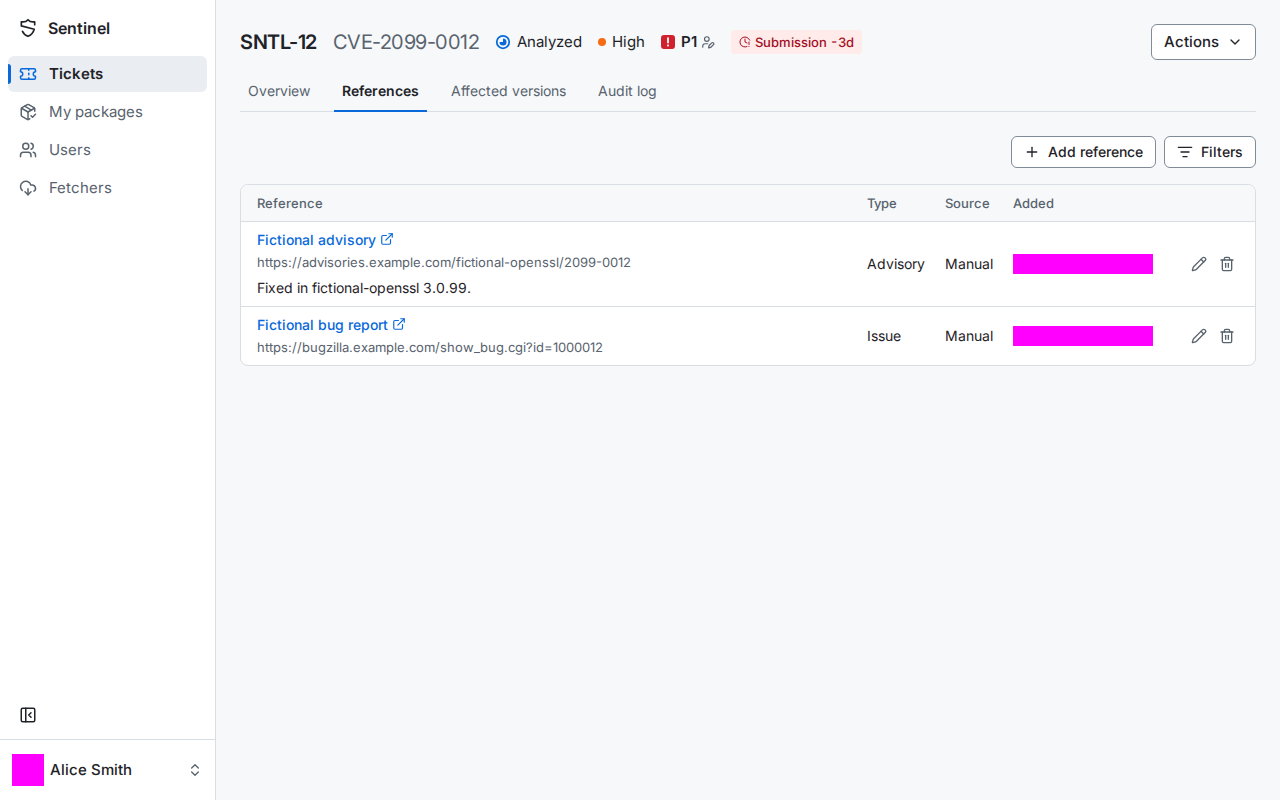 Sentinel
Tickets
My packages
Users
Fetchers
Alice Smith
SNTL-12 CVE-2099-0012 Analyzed High P1 Submission -3d Actions
Overview References Affected versions Audit log
Add reference Filters
Reference Type Source Added
Fictional advisory
https://advisories.example.com/fictional-openssl/2099-0012
Fixed in fictional-openssl 3.0.99.
Advisory Manual
Fictional bug report
https://bugzilla.example.com/show_bug.cgi?id=1000012
Issue Manual